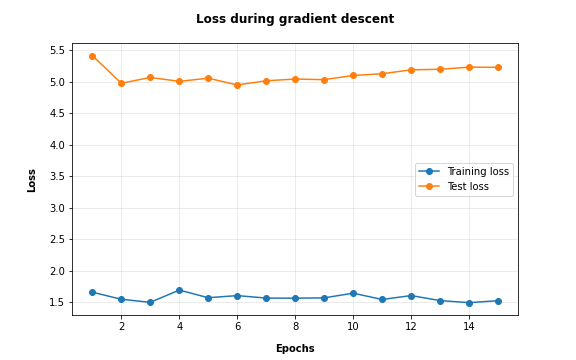 Loss during gradient descent
5.5
5.0
4.5
4.0
3.5
3.0
2.5
2.0
1.5
Loss
Training loss
Test loss
2 4 6 8 10 12 14
Epochs